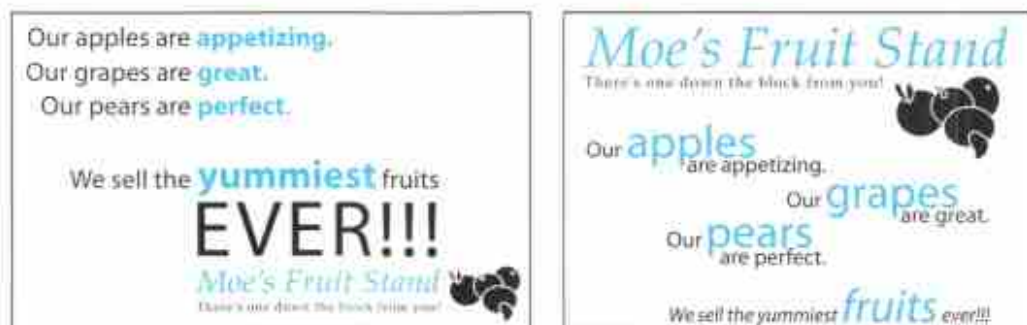 Our apples are appetizing.
Our grapes are great.
Our pears are perfect.
We sell the yummiest fruits
EVER!!!
Moe's Fruit Stand
There's one down the block from you!
Moe's Fruit Stand
There's one down the block from you!
Our apples
are appetizing.
Our grapes
are great.
Our pears
are perfect.
We sell the yummiest fruits ever!!!